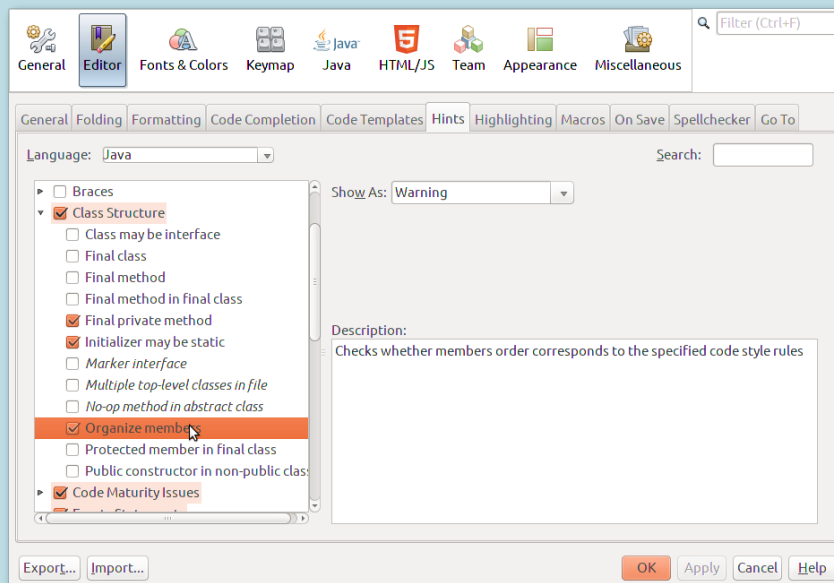 Filter (Ctrl+F)
General Editor Fonts & Colors Keymap Java HTML/JS Team Appearance Miscellaneous
General Folding Formatting Code Completion Code Templates Hints Highlighting Macros On Save Spellchecker Go To
Language: Java Search:
Show As: Warning
Braces
Class Structure
Class may be interface
Final class
Final method
Final method in final class
Final private method
Initializer may be static
Marker interface
Multiple top-level classes in file
No-op method in abstract class
Organize members
Protected member in final class
Public constructor in non-public clas
Code Maturity Issues
Description:
Checks whether members order corresponds to the specified code style rules
Export... Import... OK Apply Cancel Help